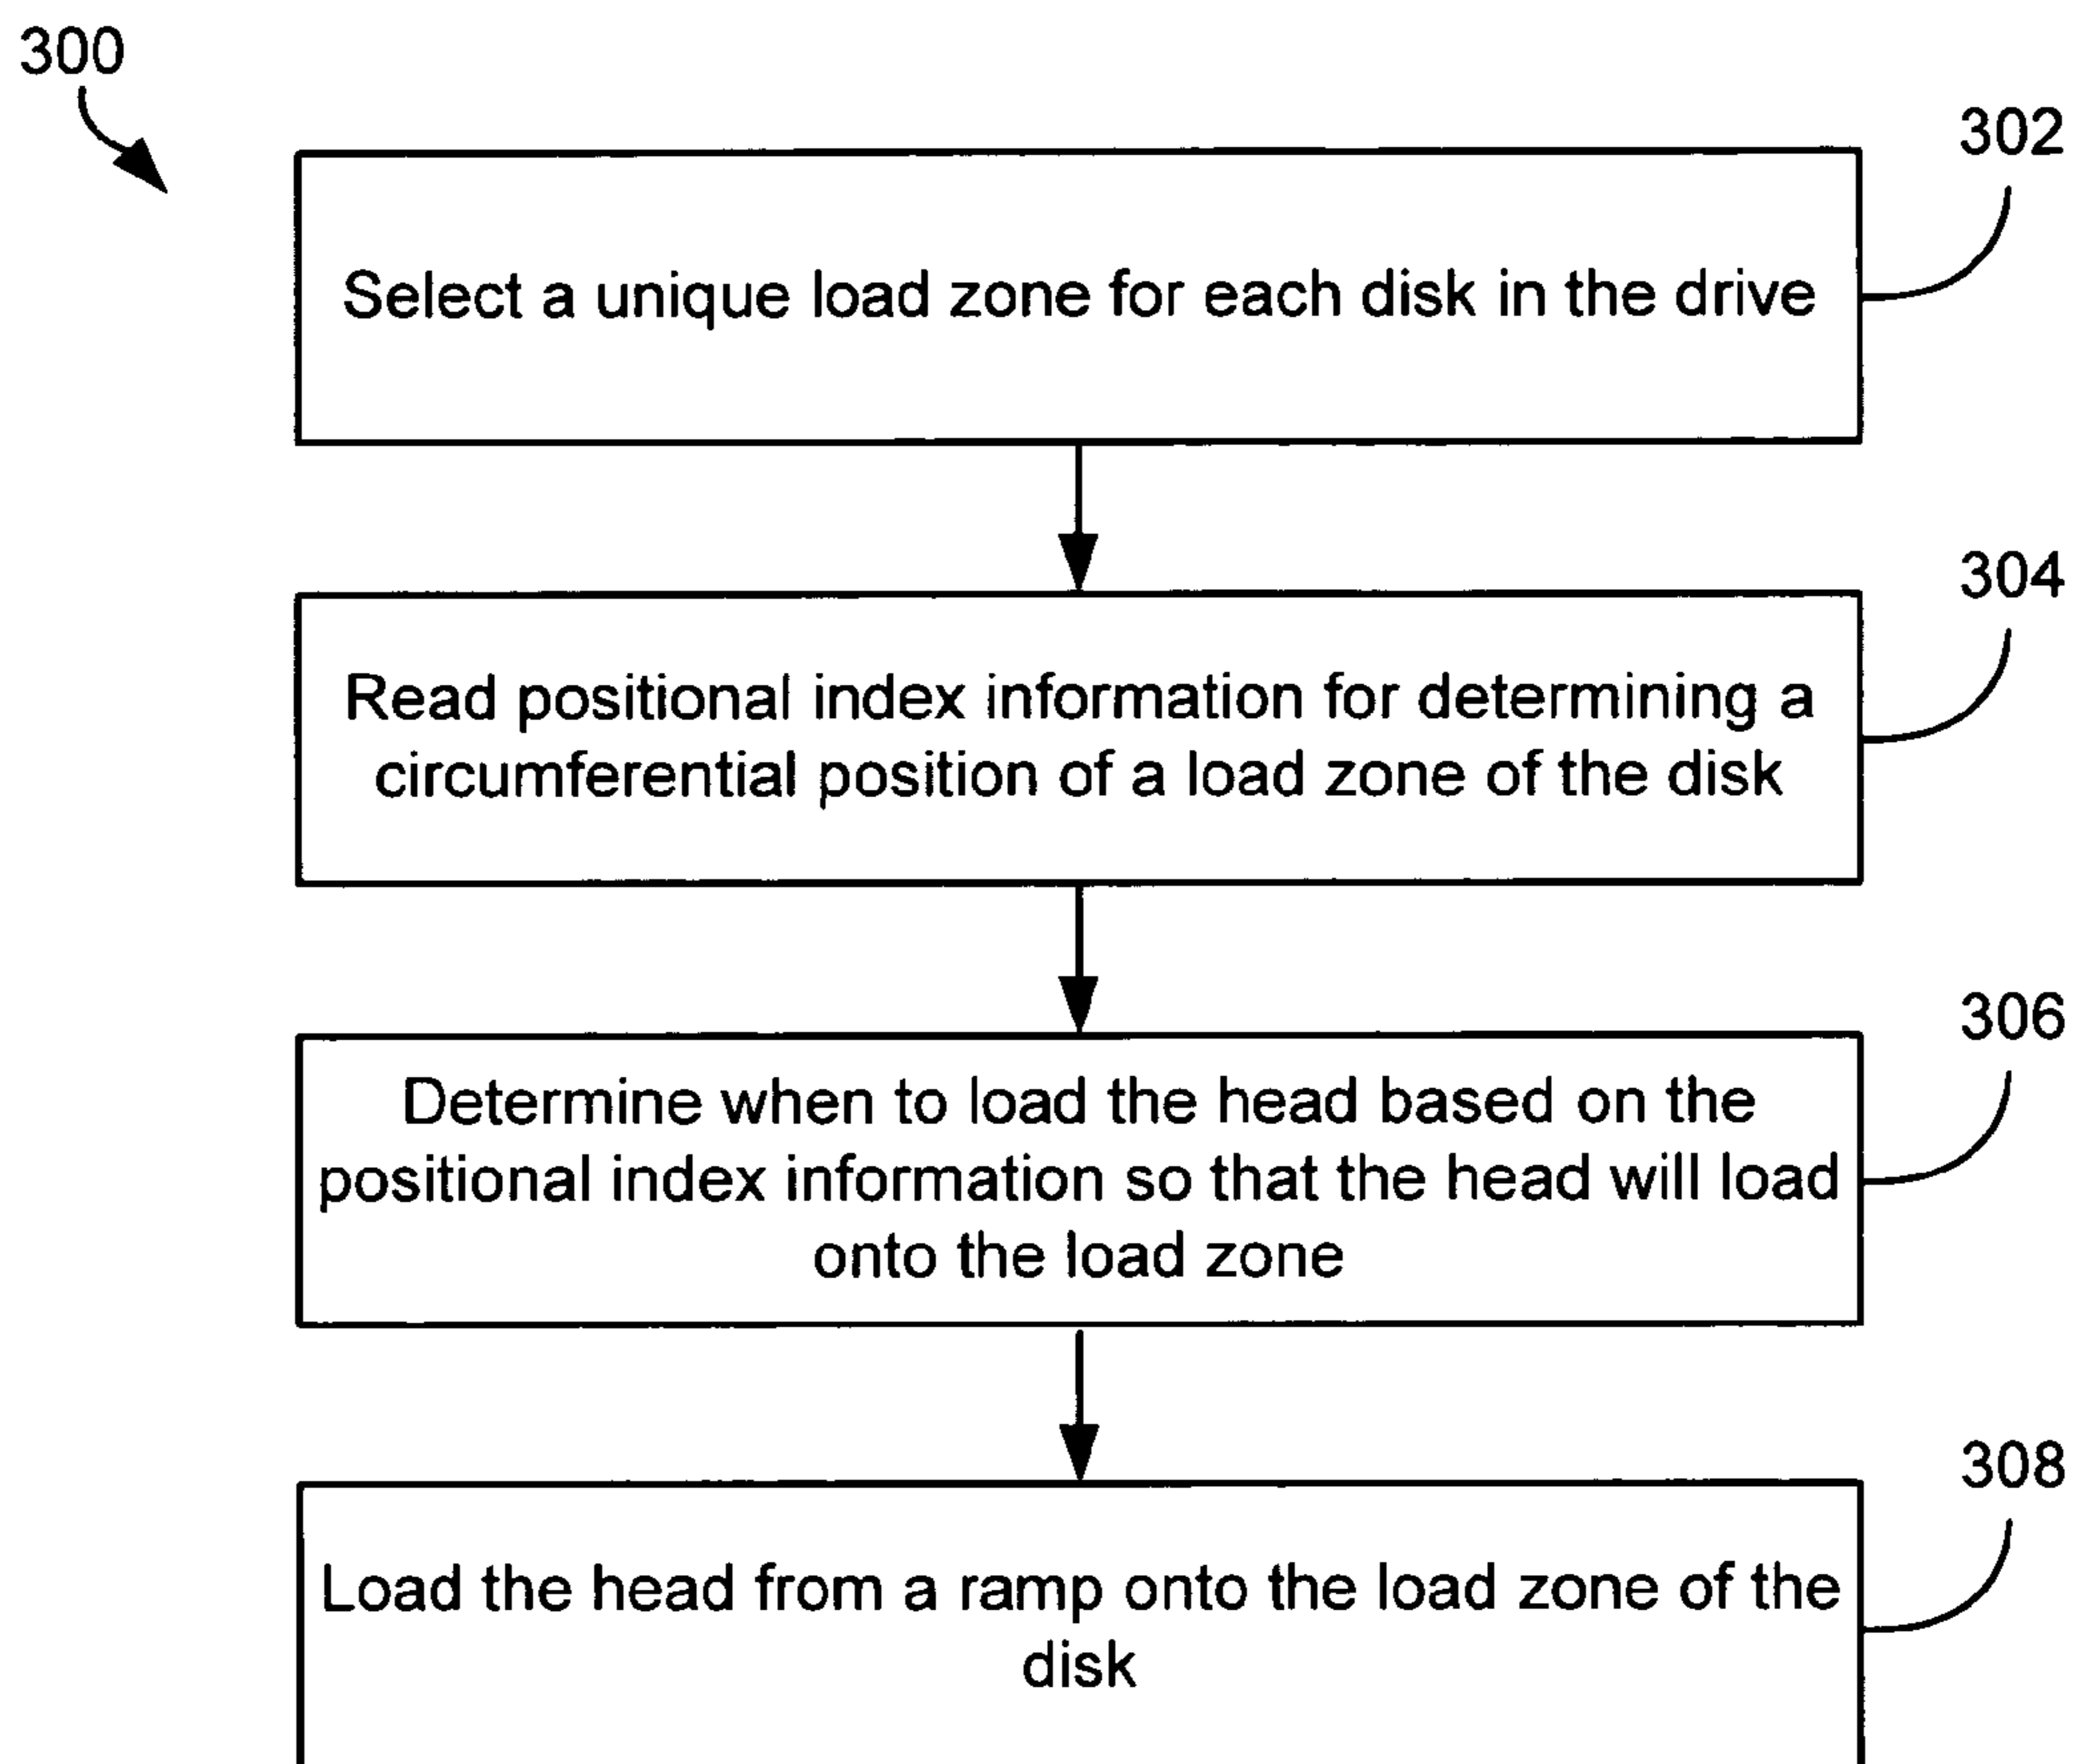 300
302
Select a unique load zone for each disk in the drive
304
Read positional index information for determining a
circumferential position of a load zone of the disk
306
Determine when to load the head based on the
positional index information so that the head will load
onto the load zone
308
Load the head from a ramp onto the load zone of the
disk